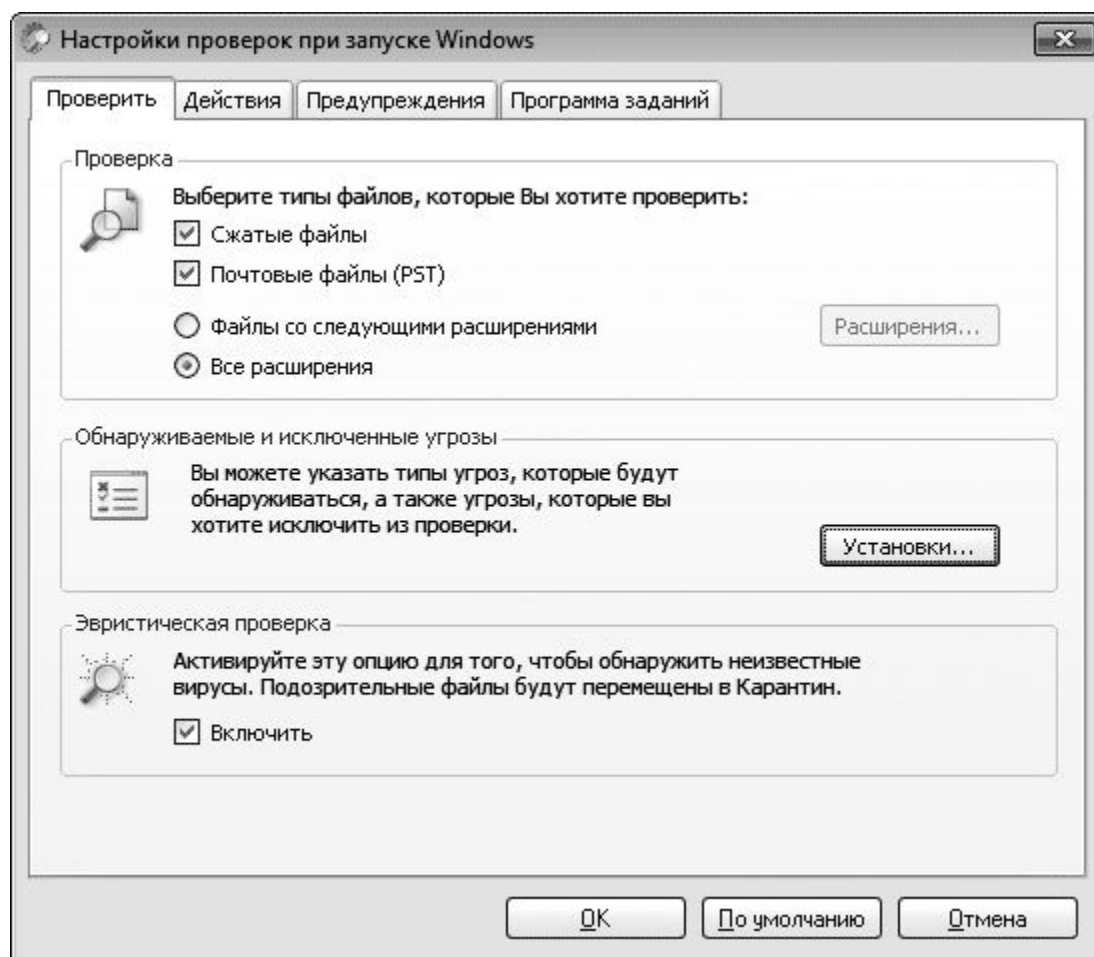 Настройки проверок при запуске Windows
Проверить Действия Предупреждения Программа заданий
Проверка
Выберите типы файлов, которые Вы хотите проверить:
Сжатые файлы
Почтовые файлы (PST)
Файлы со следующими расширениями
Расширения...
Все расширения
Обнаруживаемые и исключенные угрозы
Вы можете указать типы угроз, которые будут
обнаруживаться, а также угрозы, которые вы
хотите исключить из проверки.
Установки...
Эвристическая проверка
Активируйте эту опцию для того, чтобы обнаружить неизвестные
вирусы. Подозрительные файлы будут перемещены в Карантин.
Включить
OK По умолчанию Отмена